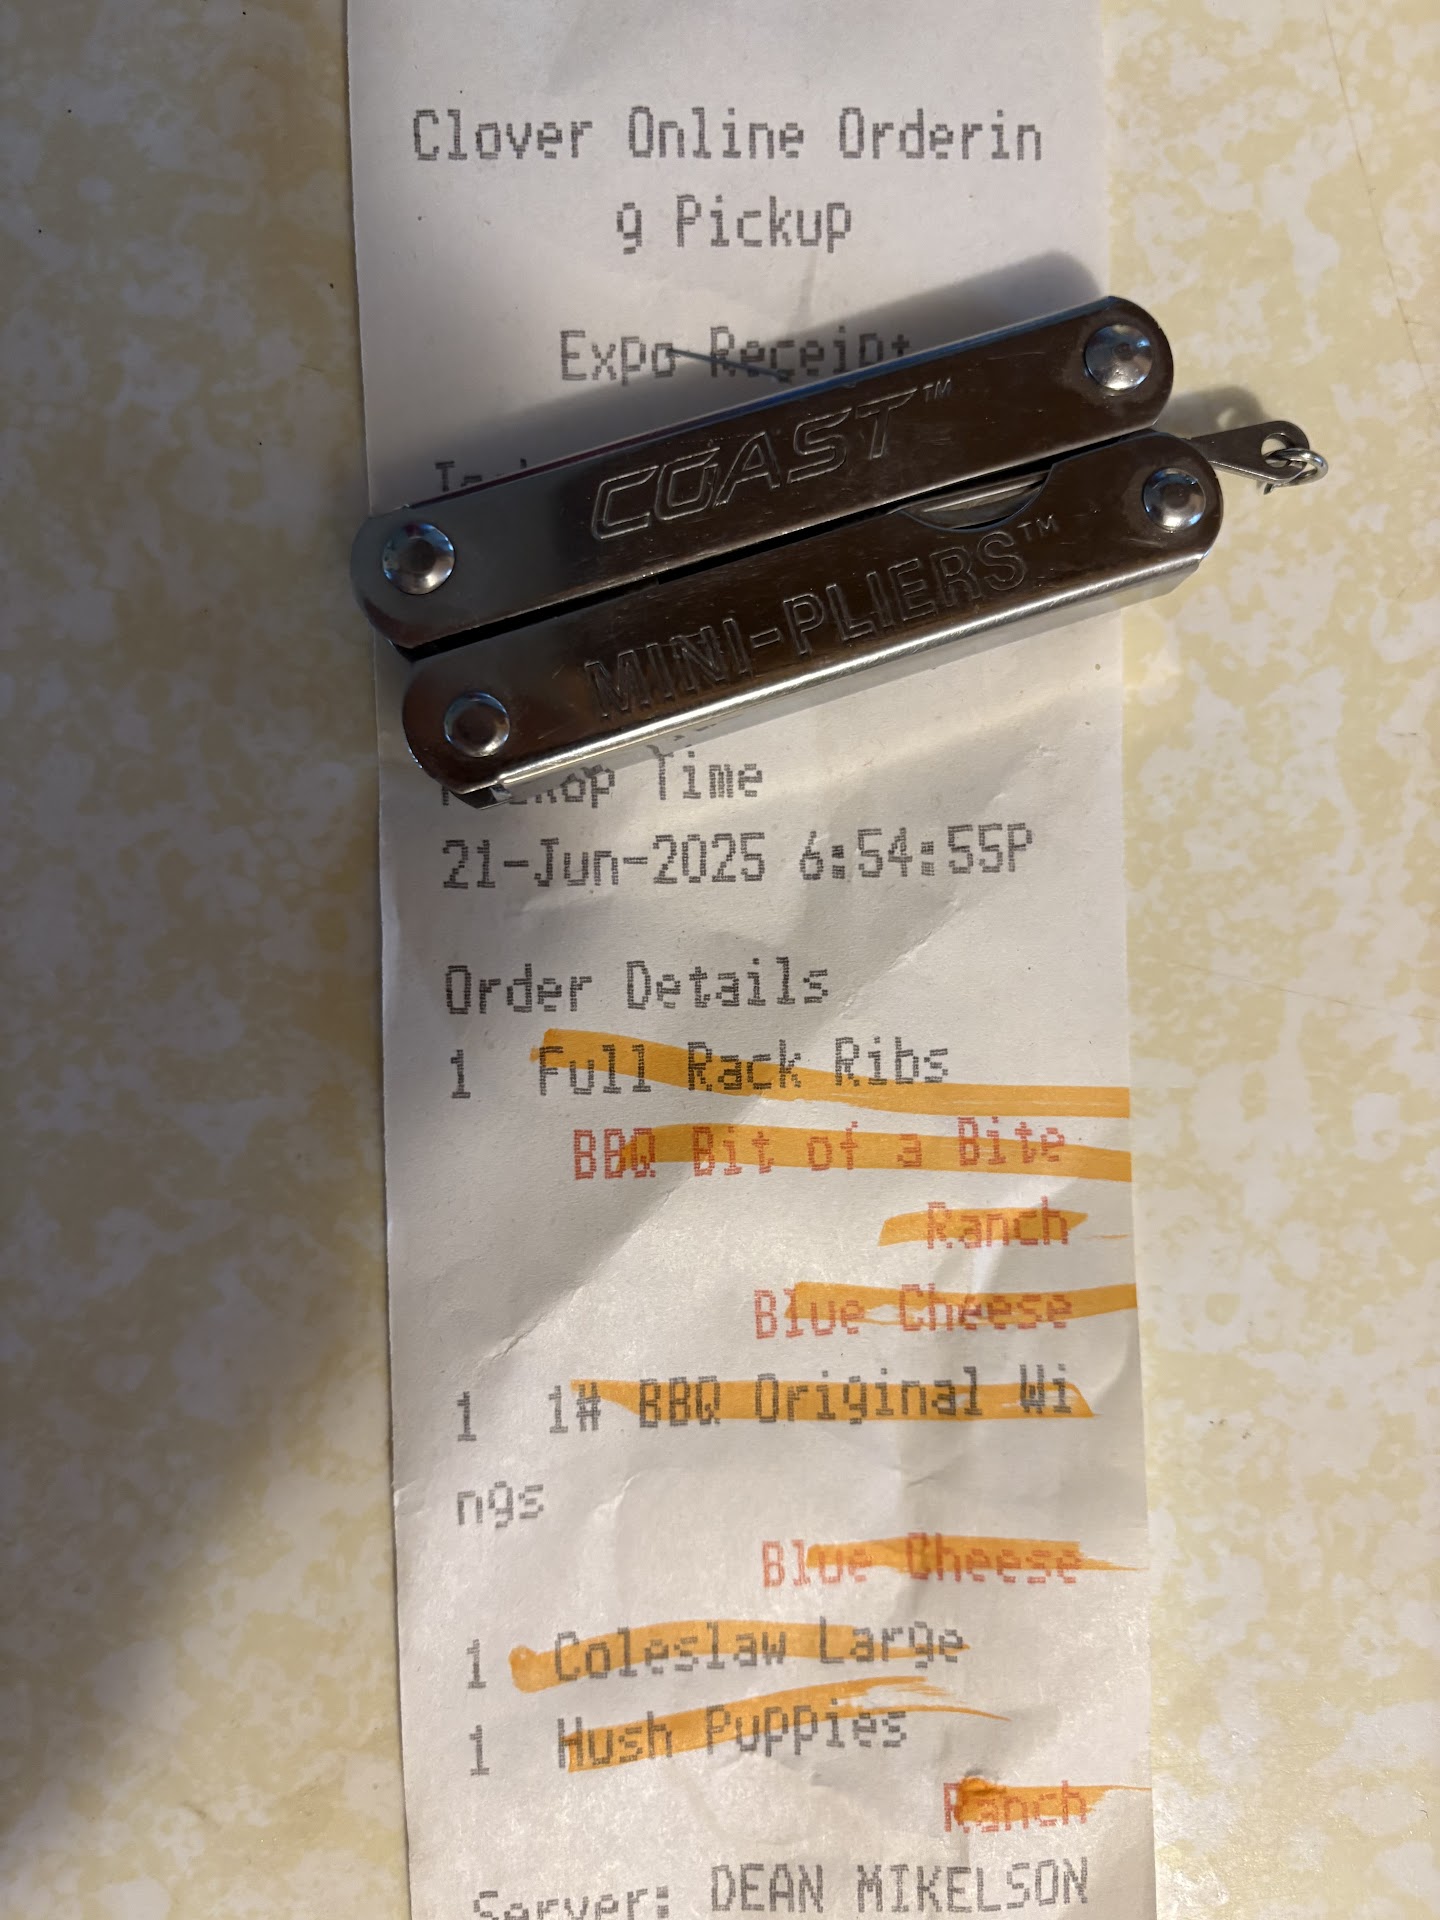 Clover Online Orderin
g Pickup
Expo Receipt
COAST™
MINI-PLIERS™
Time
21-Jun-2025 6:54:55P
Order Details
1 Full Rack Ribs
BBQ Bit of a Bite
Ranch
Blue Cheese
1 1# BBQ Original Wi
ngs
Blue Cheese
1 Coleslaw Large
1 Hush Puppies
Ranch
Server: DEAN MIKELSON